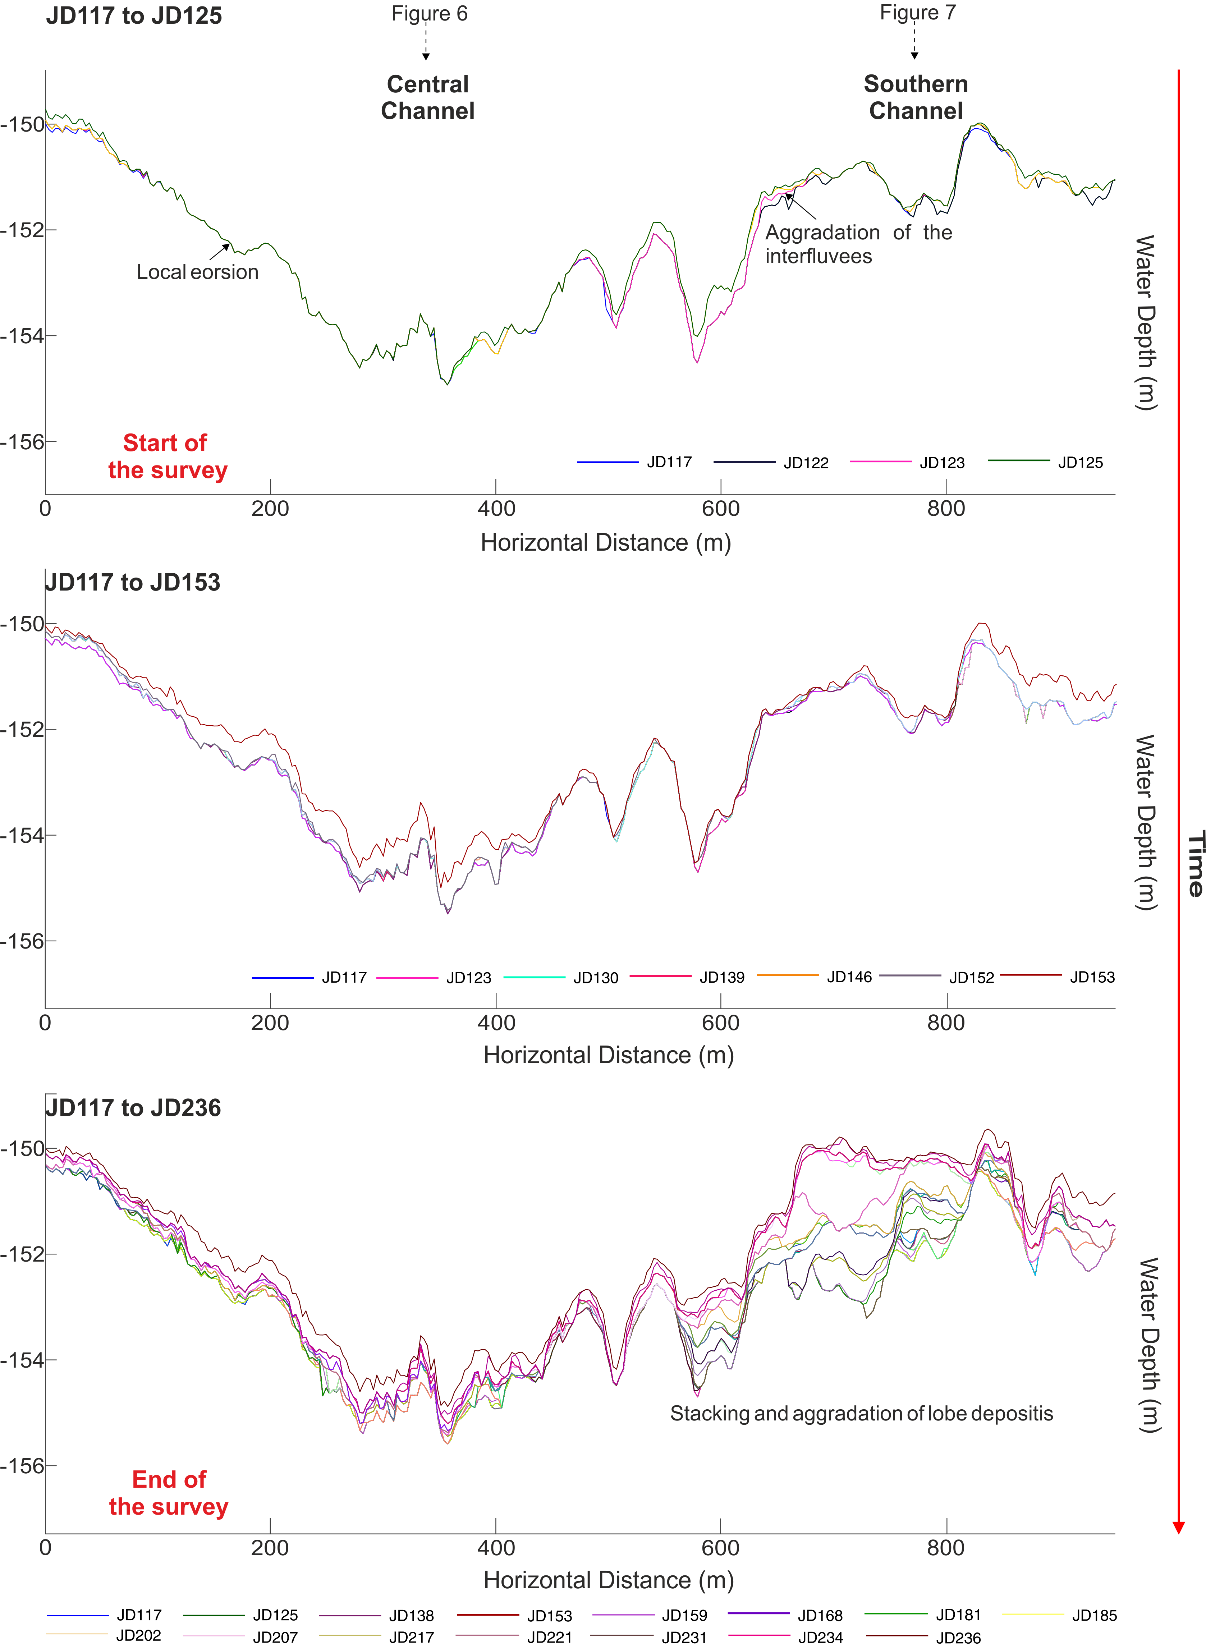 JD117 to JD125
Figure 6
Figure 7
Central
Channel
Southern
Channel
-150
-152
-154
-156
Local eorsion
Aggradation of the
interfluvees
Start of
the survey
JD117 JD122 JD123 JD125
0 200 400 600 800
Horizontal Distance (m)
Water Depth (m)
JD117 to JD153
-150
-152
-154
-156
JD117 JD123 JD130 JD139 JD146 JD152 JD153
0 200 400 600 800
Horizontal Distance (m)
Water Depth (m)
Time
JD117 to JD236
-150
-152
-154
-156
Stacking and aggradation of lobe depositis
End of
the survey
0 200 400 600 800
Horizontal Distance (m)
Water Depth (m)
JD117 JD125 JD138 JD153 JD159 JD168 JD181 JD185
JD202 JD207 JD217 JD221 JD231 JD234 JD236